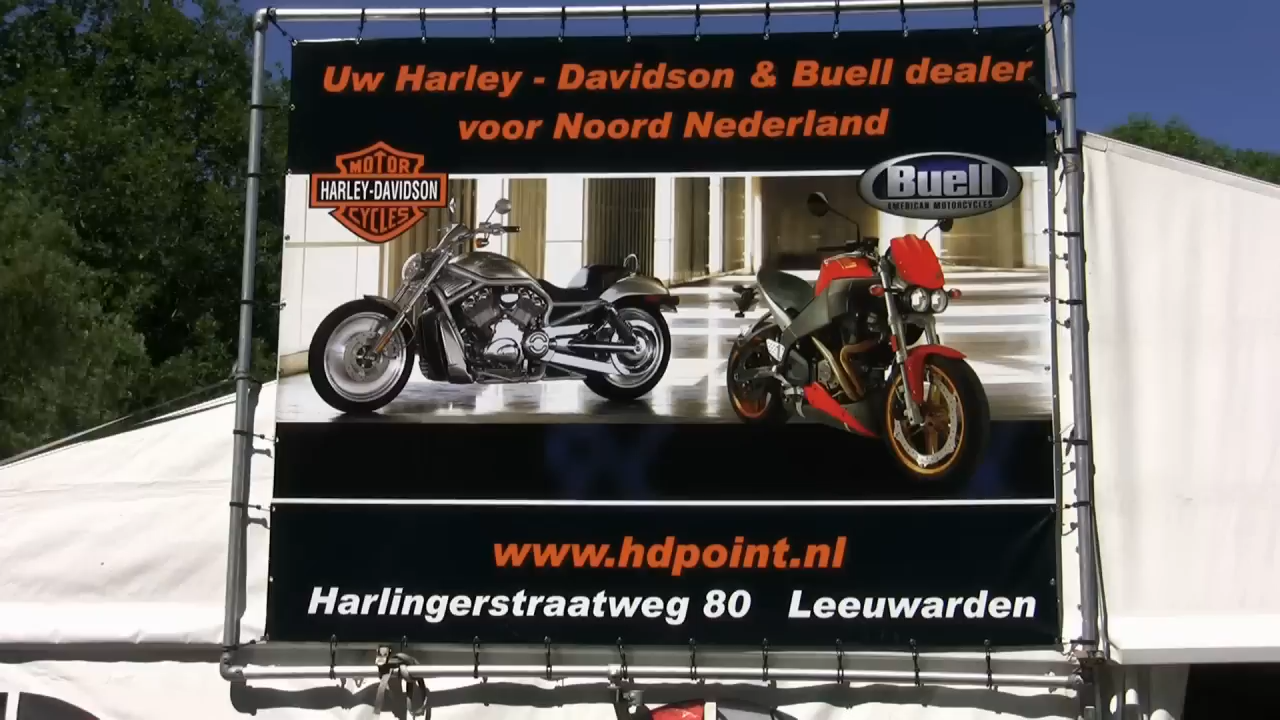 Uw Harley - Davidson & Buell dealer
voor Noord Nederland
MOTOR
HARLEY-DAVIDSON
CYCLES
Buell
AMERICAN MOTORCYCLES
www.hdpoint.nl
Harlingerstraatweg 80 Leeuwarden